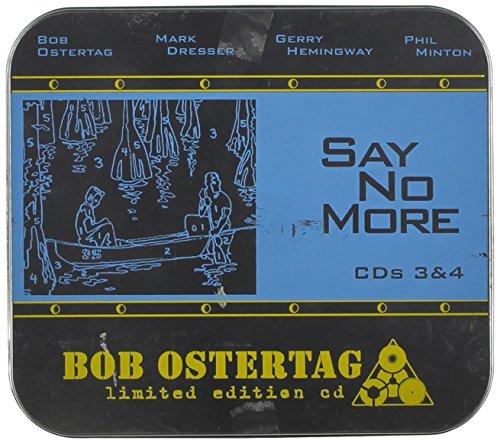 BOB OSTERTAG
MARK DRESSER
GERRY HEMINGWAY
PHIL MINTON
SAY
NO
MORE
CDs 3&4
BOB OSTERTAG
limited edition cd